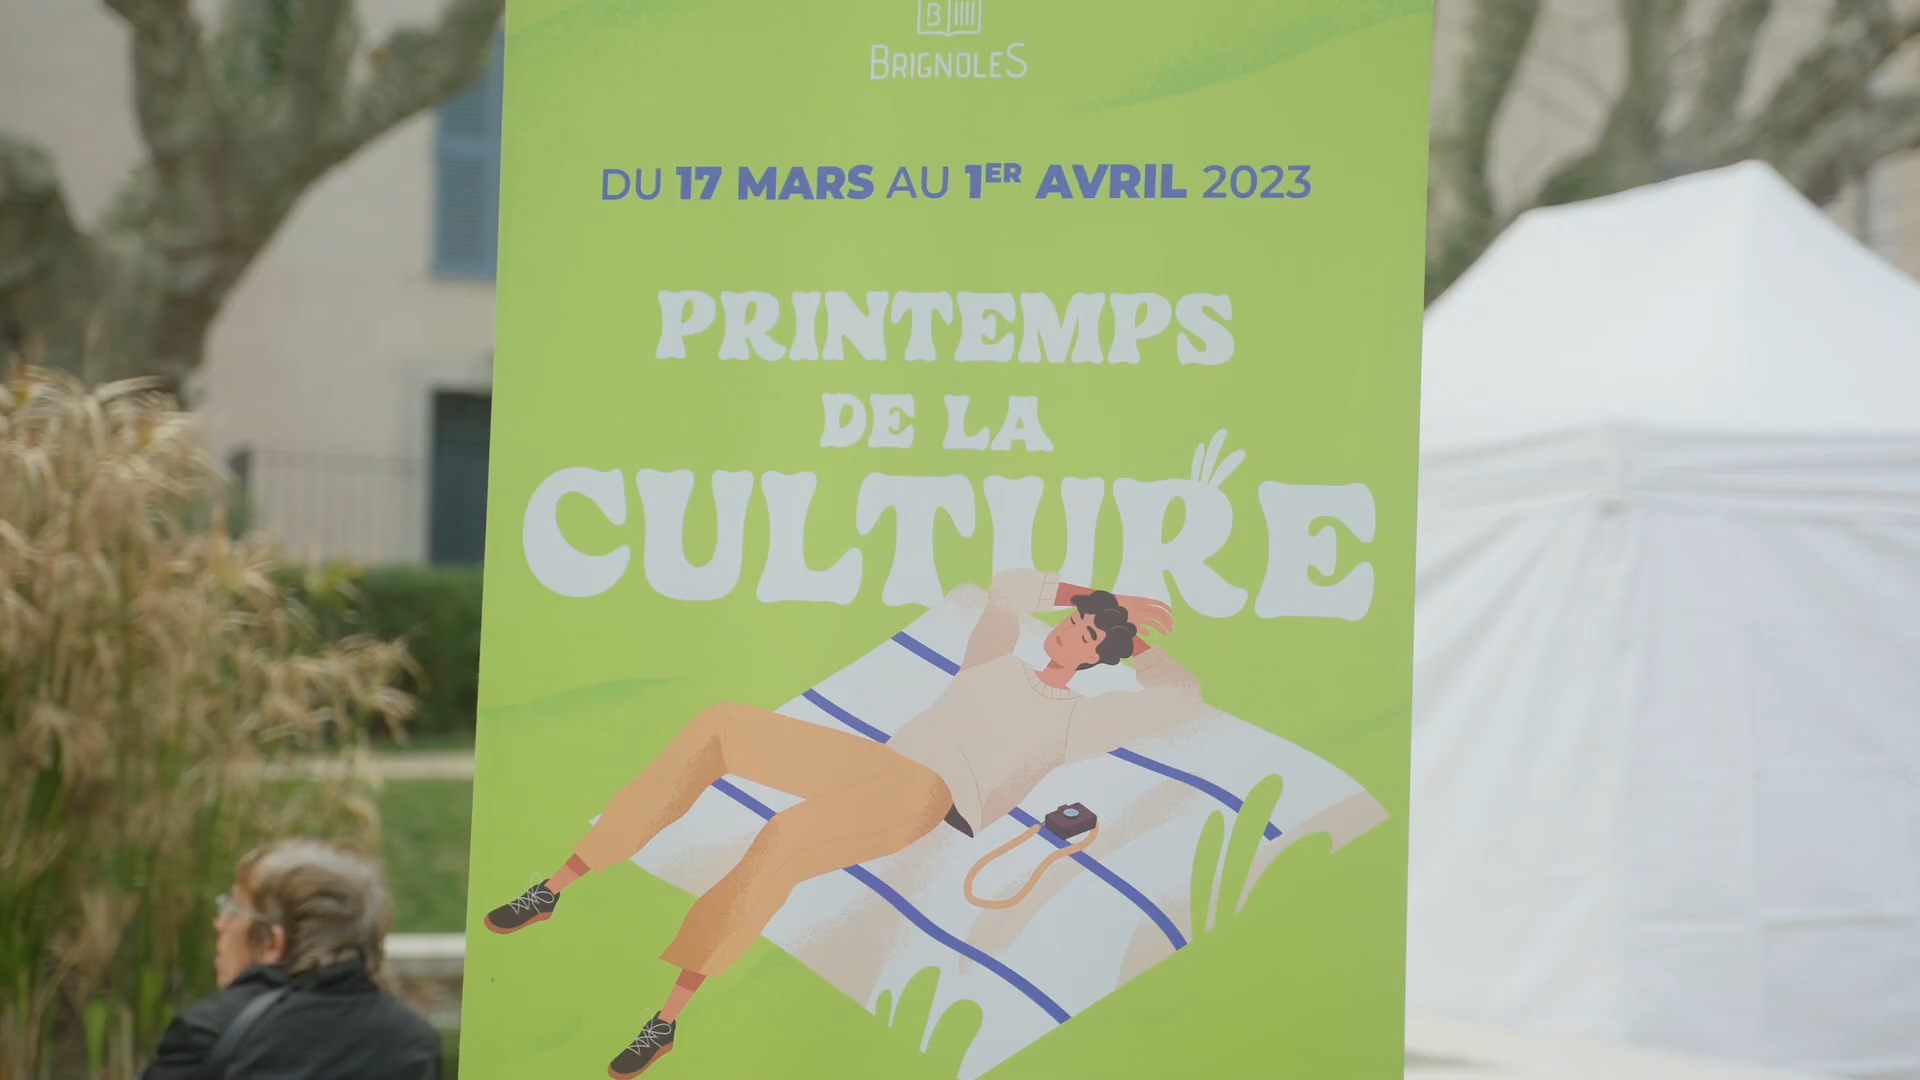 B
BRIGNOLES
DU 17 MARS AU 1ER AVRIL 2023
PRINTEMPS
DE LA
CULTURE